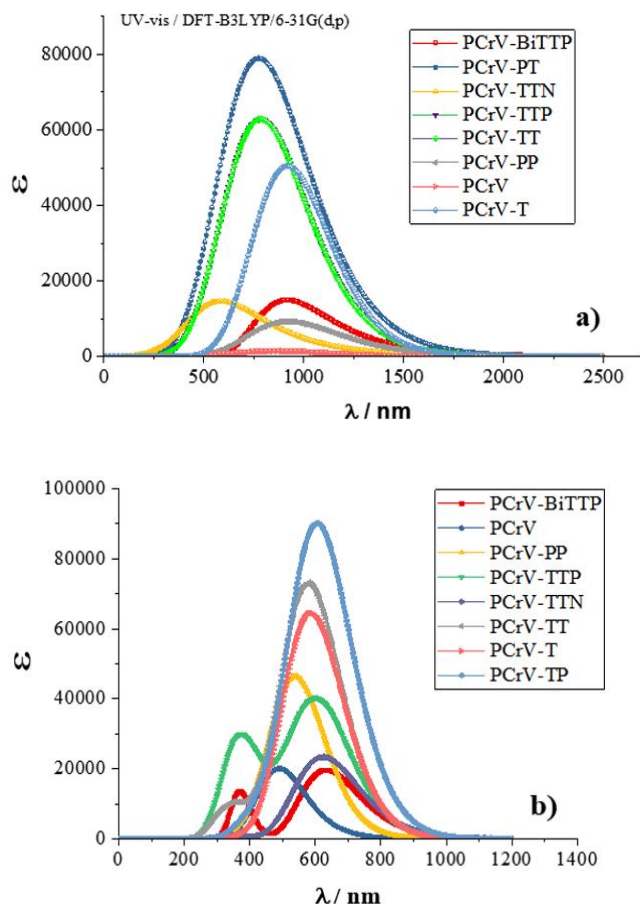 UV-vis / DFT-B3LYP/6-31G(d,p)
80000
60000
40000
20000
0
ε
PCrV-BiTTP
PCrV-PT
PCrV-TTN
PCrV-TTP
PCrV-TT
PCrV-PP
PCrV
PCrV-T
a)
0 500 1000 1500 2000 2500
λ / nm
100000
80000
60000
40000
20000
0
ε
PCrV-BiTTP
PCrV
PCrV-PP
PCrV-TTP
PCrV-TTN
PCrV-TT
PCrV-T
PCrV-TP
b)
0 200 400 600 800 1000 1200 1400
λ / nm